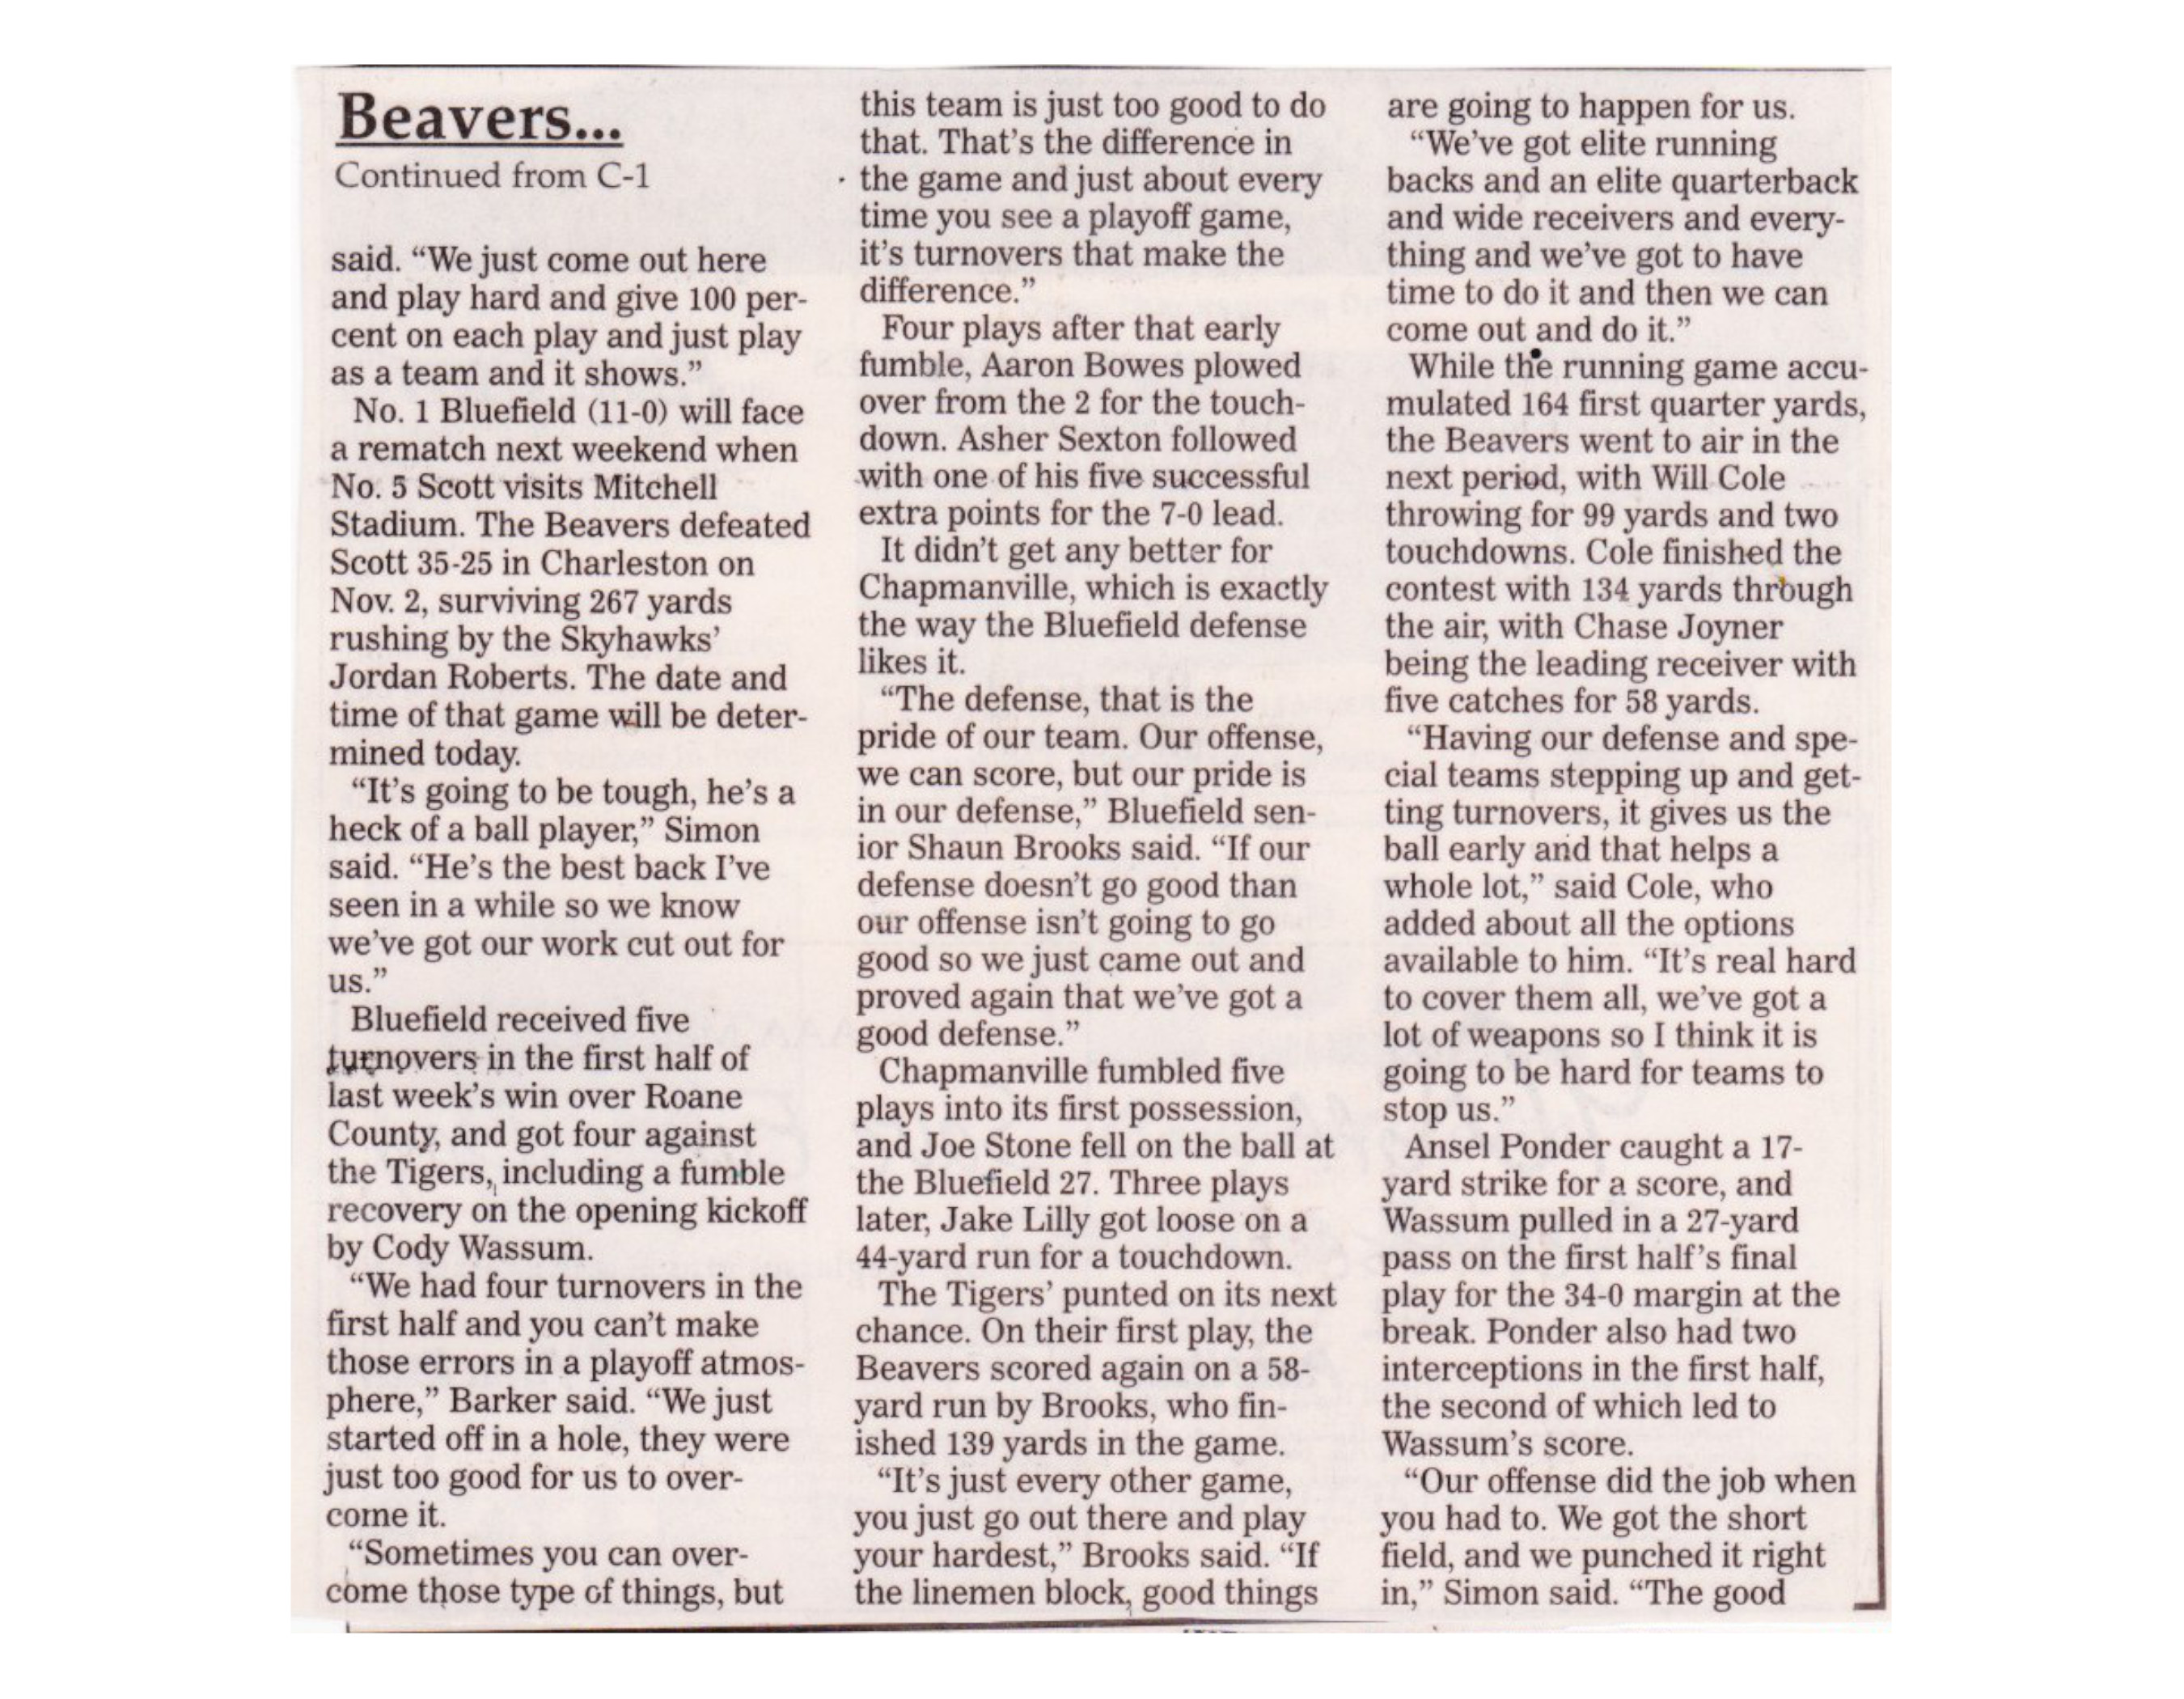 Beavers...
Continued from C-1
said. “We just come out here
and play hard and give 100 per-
cent on each play and just play
as a team and it shows.”
No. 1 Bluefield (11-0) will face
a rematch next weekend when
No. 5 Scott visits Mitchell
Stadium. The Beavers defeated
Scott 35-25 in Charleston on
Nov. 2, surviving 267 yards
rushing by the Skyhawks’
Jordan Roberts. The date and
time of that game will be deter-
mined today.
“It’s going to be tough, he’s a
heck of a ball player,” Simon
said. “He’s the best back I’ve
seen in a while so we know
we’ve got our work cut out for
us.”
Bluefield received five
turnovers in the first half of
last week’s win over Roane
County, and got four against
the Tigers, including a fumble
recovery on the opening kickoff
by Cody Wassum.
“We had four turnovers in the
first half and you can’t make
those errors in a playoff atmos-
phere,” Barker said. “We just
started off in a hole, they were
just too good for us to over-
come it.
“Sometimes you can over-
come those type of things, but
this team is just too good to do
that. That’s the difference in
the game and just about every
time you see a playoff game,
it’s turnovers that make the
difference.”
Four plays after that early
fumble, Aaron Bowes plowed
over from the 2 for the touch-
down. Asher Sexton followed
with one of his five successful
extra points for the 7-0 lead.
It didn’t get any better for
Chapmanville, which is exactly
the way the Bluefield defense
likes it.
“The defense, that is the
pride of our team. Our offense,
we can score, but our pride is
in our defense,” Bluefield sen-
ior Shaun Brooks said. “If our
defense doesn’t go good than
our offense isn’t going to go
good so we just came out and
proved again that we’ve got a
good defense.”
Chapmanville fumbled five
plays into its first possession,
and Joe Stone fell on the ball at
the Bluefield 27. Three plays
later, Jake Lilly got loose on a
44-yard run for a touchdown.
The Tigers’ punted on its next
chance. On their first play, the
Beavers scored again on a 58-
yard run by Brooks, who fin-
ished 139 yards in the game.
“It’s just every other game,
you just go out there and play
your hardest,” Brooks said. “If
the linemen block, good things
are going to happen for us.
“We’ve got elite running
backs and an elite quarterback
and wide receivers and every-
thing and we’ve got to have
time to do it and then we can
come out and do it.”
While the running game accu-
mulated 164 first quarter yards,
the Beavers went to air in the
next period, with Will Cole
throwing for 99 yards and two
touchdowns. Cole finished the
contest with 134 yards through
the air, with Chase Joyner
being the leading receiver with
five catches for 58 yards.
“Having our defense and spe-
cial teams stepping up and get-
ting turnovers, it gives us the
ball early and that helps a
whole lot,” said Cole, who
added about all the options
available to him. “It’s real hard
to cover them all, we’ve got a
lot of weapons so I think it is
going to be hard for teams to
stop us.”
Ansel Ponder caught a 17-
yard strike for a score, and
Wassum pulled in a 27-yard
pass on the first half’s final
play for the 34-0 margin at the
break. Ponder also had two
interceptions in the first half,
the second of which led to
Wassum’s score.
“Our offense did the job when
you had to. We got the short
field, and we punched it right
in,” Simon said. “The good